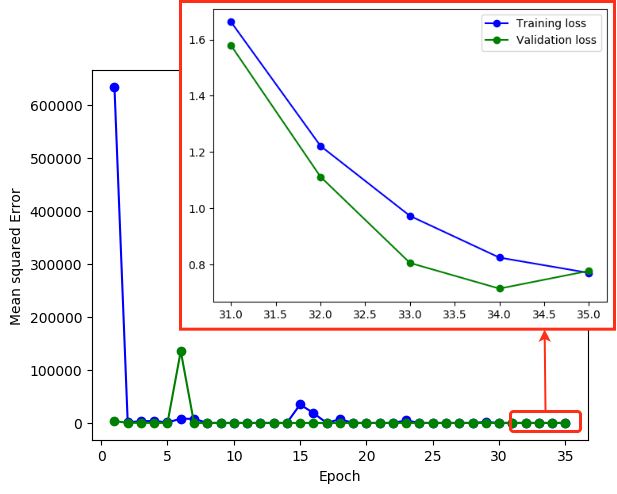 Training loss
Validation loss
1.6
1.4
1.2
1.0
0.8
31.0 31.5 32.0 32.5 33.0 33.5 34.0 34.5 35.0
600000
500000
400000
300000
200000
100000
0
Mean squared Error
0 5 10 15 20 25 30 35
Epoch